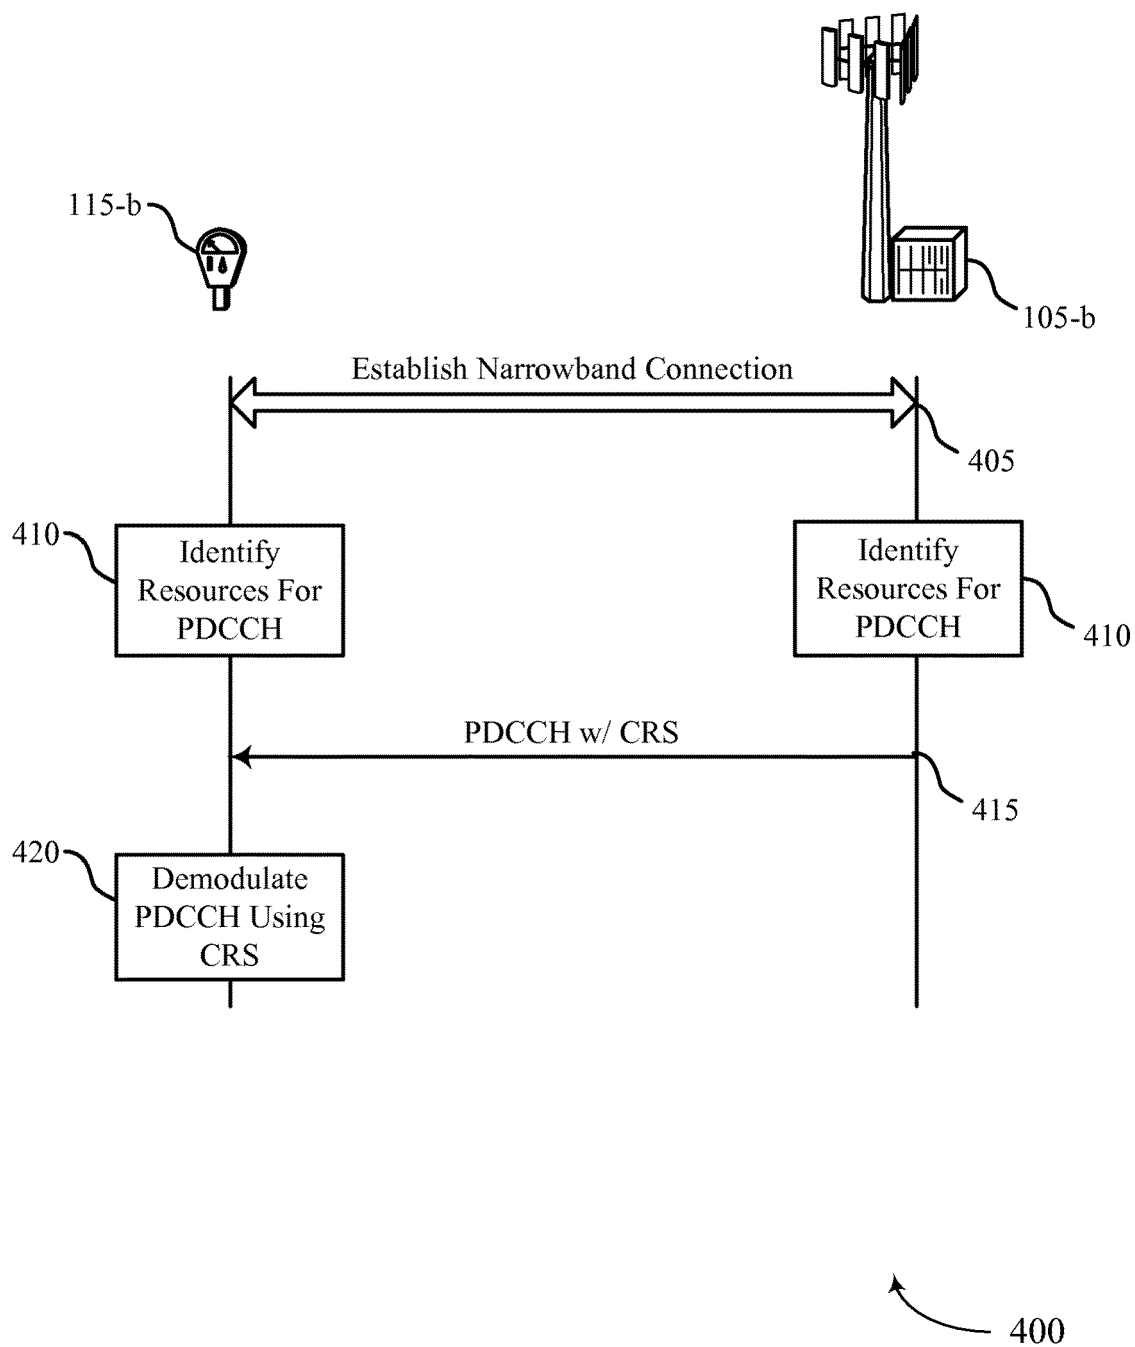 115-b
105-b
Establish Narrowband Connection
405
410
Identify
Resources For
PDCCH
Identify
Resources For
PDCCH
410
PDCCH w/ CRS
415
420
Demodulate
PDCCH Using
CRS
400